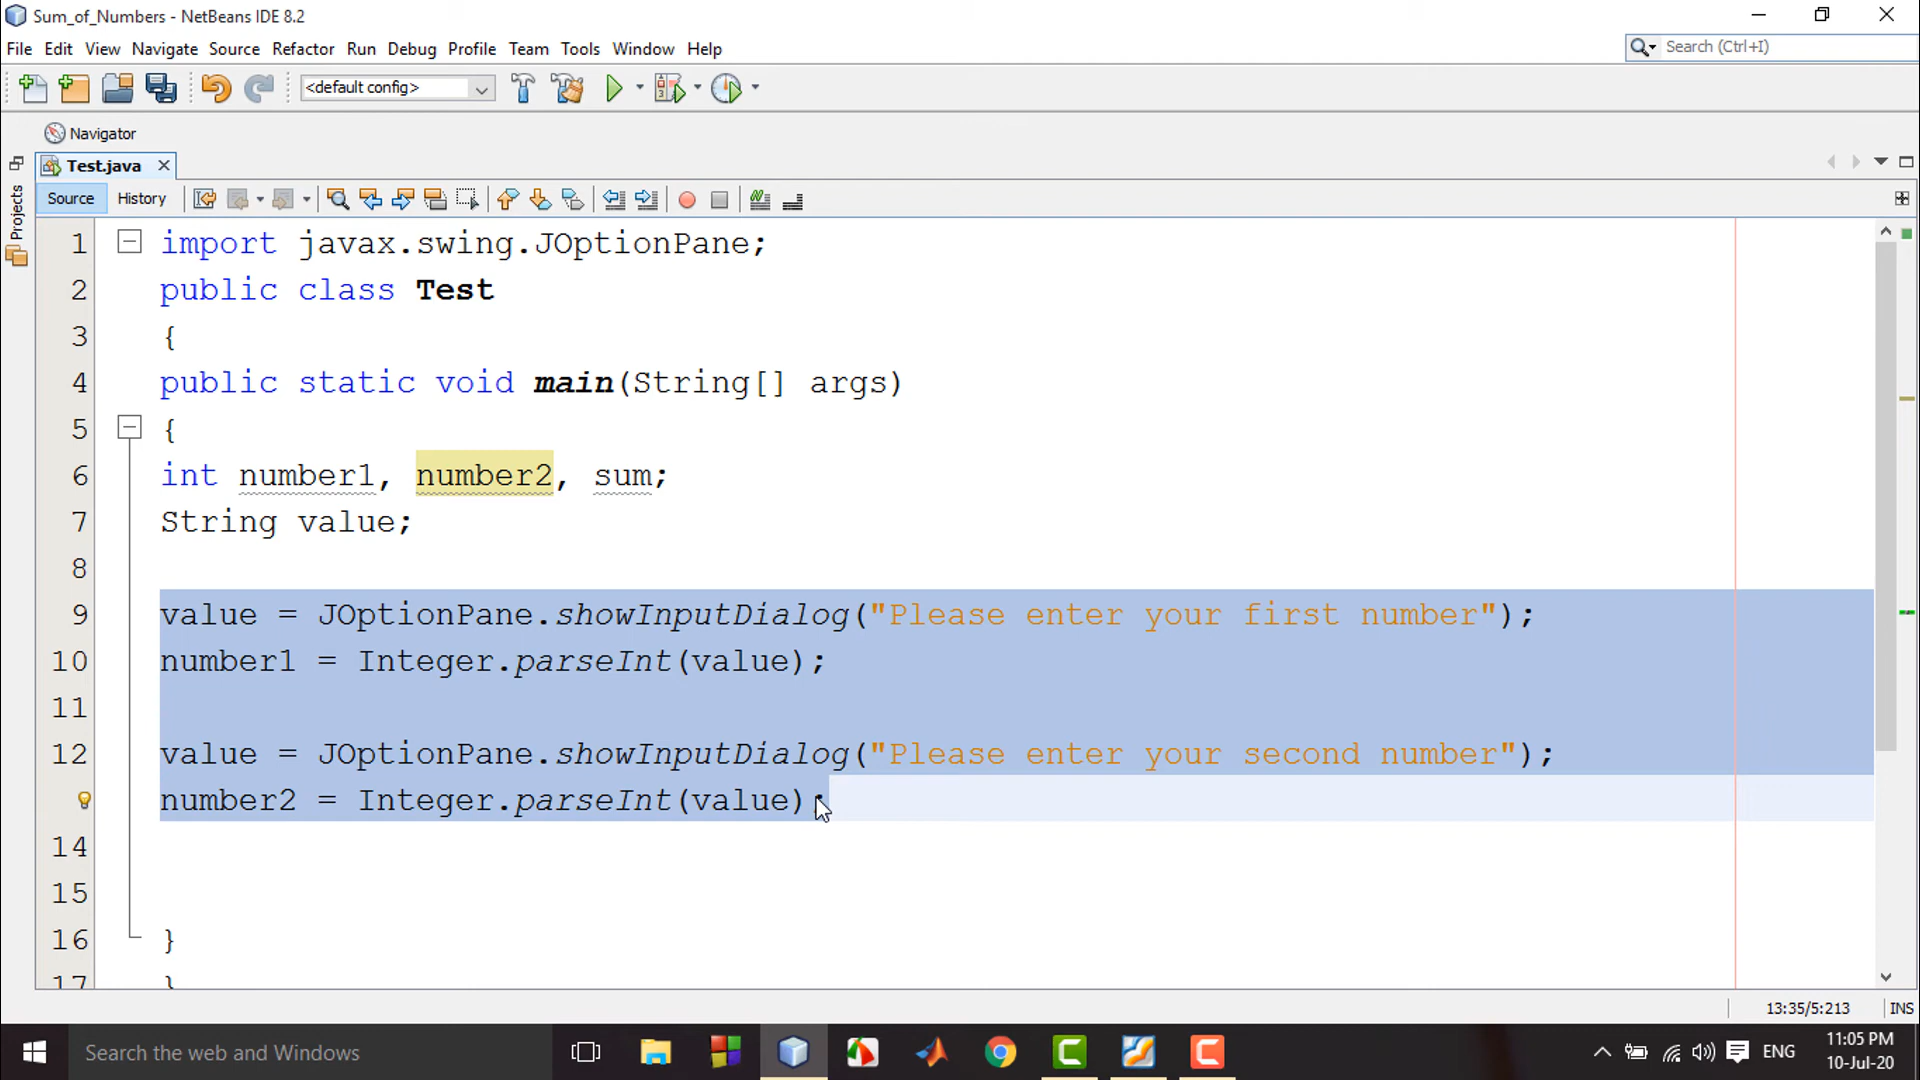 Sum_of_Numbers - NetBeans IDE 8.2
File Edit View Navigate Source Refactor Run Debug Profile Team Tools Window Help
Search (Ctrl+I)
<default config>
Navigator
Test.java
Projects
Source History
1 import javax.swing.JOptionPane;
2 public class Test
3 {
4 public static void main(String[] args)
5 {
6 int number1, number2, sum;
7 String value;
8
9 value = JOptionPane.showInputDialog("Please enter your first number");
10 number1 = Integer.parseInt(value);
11
12 value = JOptionPane.showInputDialog("Please enter your second number");
number2 = Integer.parseInt(value);
14
15
16 }
17 }
13:35/5:213 INS
Search the web and Windows
ENG
11:05 PM
10-Jul-20